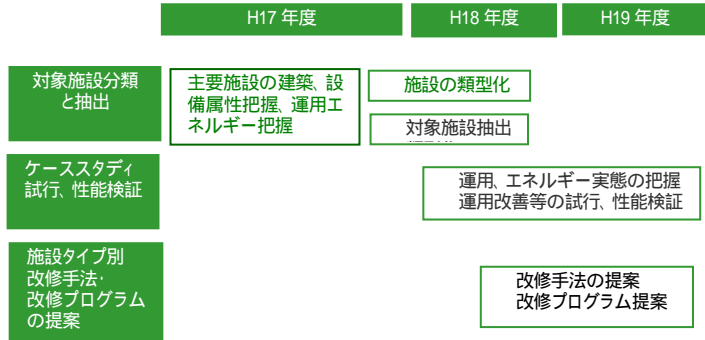 H17 年度
H18 年度
H19 年度
対象施設分類
と抽出
主要施設の建築、設
備属性把握、運用エ
ネルギー把握
施設の類型化
対象施設抽出
ケーススタディ
試行、性能検証
運用、エネルギー実態の把握
運用改善等の試行、性能検証
施設タイプ別
改修手法・
改修プログラム
の提案
改修手法の提案
改修プログラム提案